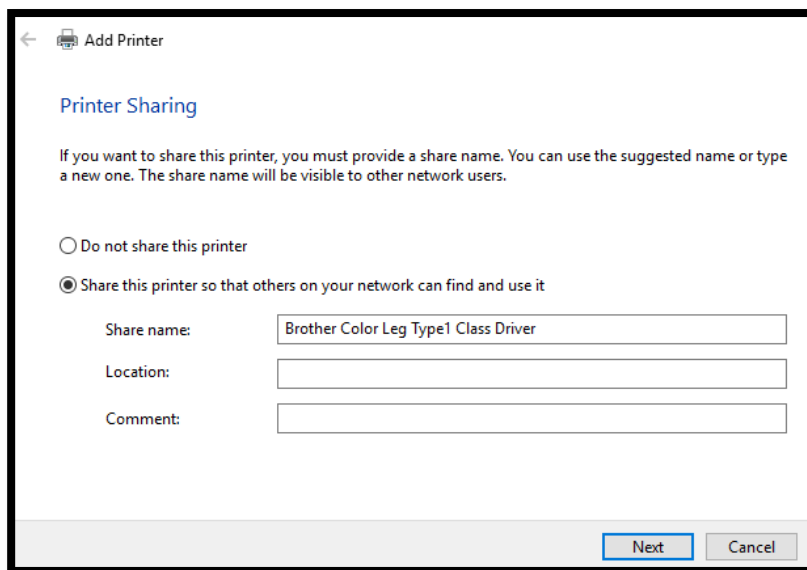 Add Printer
Printer Sharing
If you want to share this printer, you must provide a share name. You can use the suggested name or type
a new one. The share name will be visible to other network users.
Do not share this printer
Share this printer so that others on your network can find and use it
Share name: Brother Color Leg Type1 Class Driver
Location:
Comment:
Next Cancel